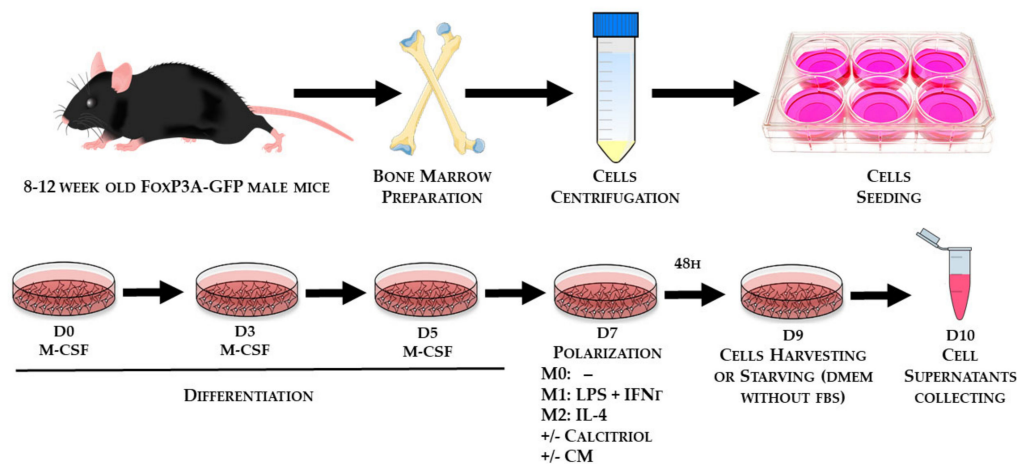 8-12 WEEK OLD FOXP3A-GFP MALE MICE
BONE MARROW
PREPARATION
CELLS
CENTRIFUGATION
CELLS
SEEDING
D0
M-CSF
D3
M-CSF
D5
M-CSF
DIFFERENTIATION
D7
POLARIZATION
M0: –
M1: LPS + IFNΓ
M2: IL-4
+/- CALCITRIOL
+/- CM
48H
D9
CELLS HARVESTING
OR STARVING (DMEM
WITHOUT FBS)
D10
CELL
SUPERNATANTS
COLLECTING